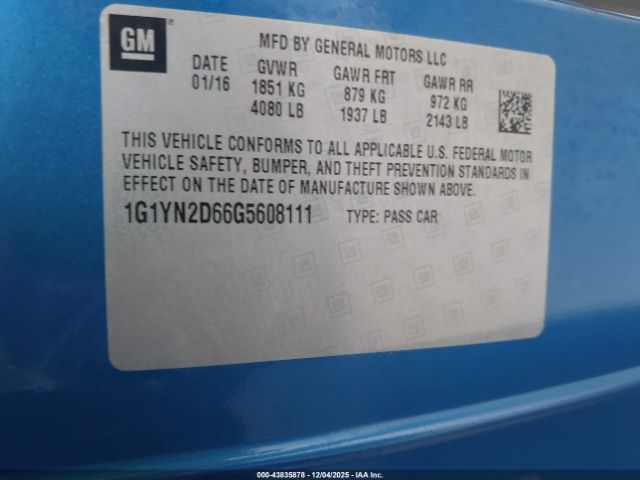 GM
MFD BY GENERAL MOTORS LLC
DATE GVWR GAWR FRT GAWR RR
01/16 1851 KG 879 KG 972 KG
4080 LB 1937 LB 2143 LB
THIS VEHICLE CONFORMS TO ALL APPLICABLE U.S. FEDERAL MOTOR
VEHICLE SAFETY, BUMPER, AND THEFT PREVENTION STANDARDS IN
EFFECT ON THE DATE OF MANUFACTURE SHOWN ABOVE.
1G1YN2D66G5608111 TYPE: PASS CAR
000-43835878 - 12/04/2025 - IAA Inc.